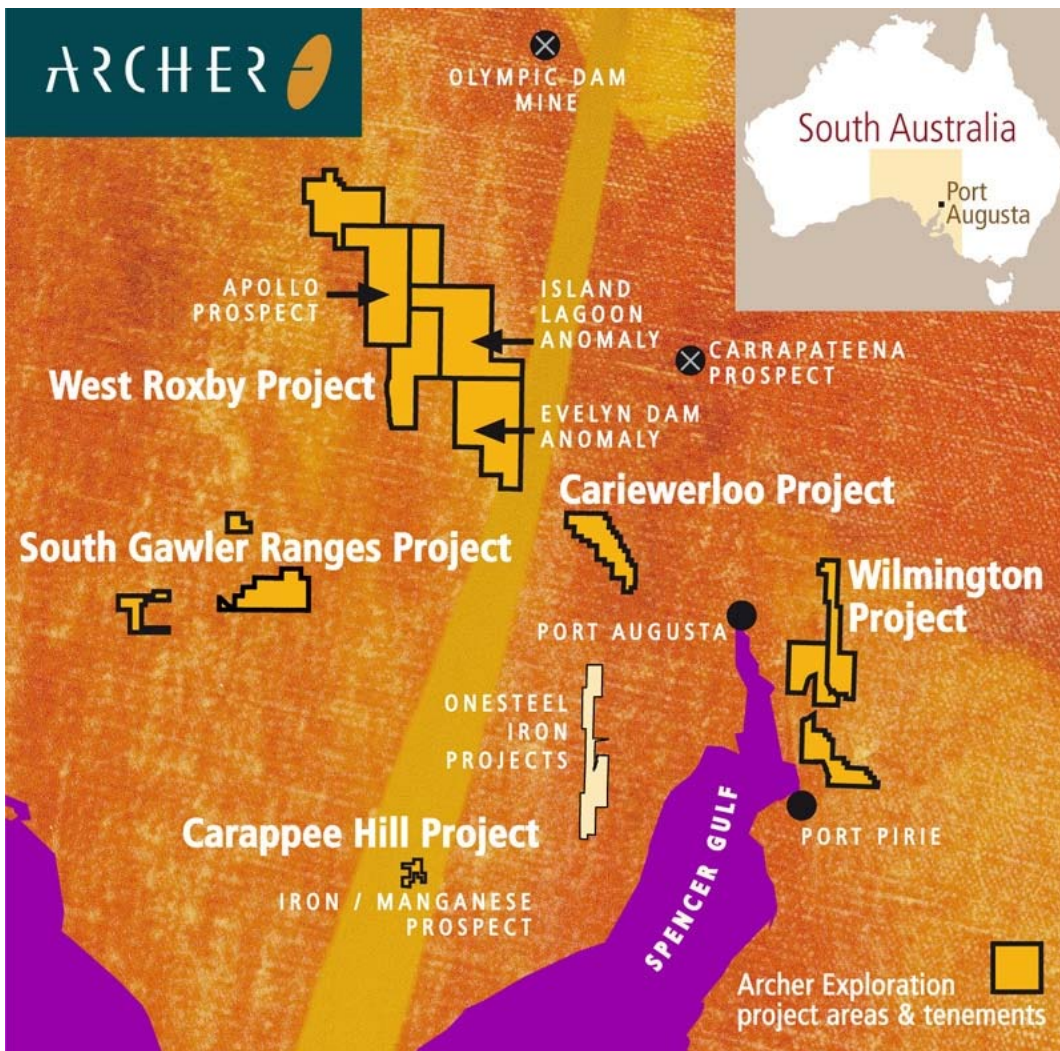 ARCHER
OLYMPIC DAM
MINE
South Australia
Port
Augusta
APOLLO
PROSPECT
ISLAND
LAGOON
ANOMALY
CARRAPATEENA
PROSPECT
West Roxby Project
EVELYN DAM
ANOMALY
Cariewerloo Project
South Gawler Ranges Project
Wilmington
Project
PORT AUGUSTA
ONESTEEL
IRON
PROJECTS
SPENCER GULF
PORT PIRIE
Carappee Hill Project
IRON / MANGANESE
PROSPECT
Archer Exploration
project areas & tenements